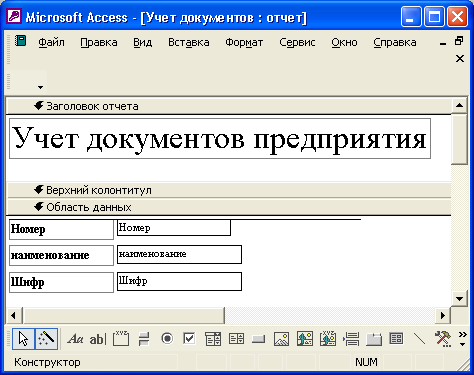 Microsoft Access - [Учет документов : отчет]
Файл Правка Вид Вставка Формат Сервис Окно Справка
Заголовок отчета
Учет документов предприятия
Верхний колонтитул
Область данных
Номер Номер
наименование наименование
Шифр Шифр
Aa ab| XYZ
Конструктор NUM